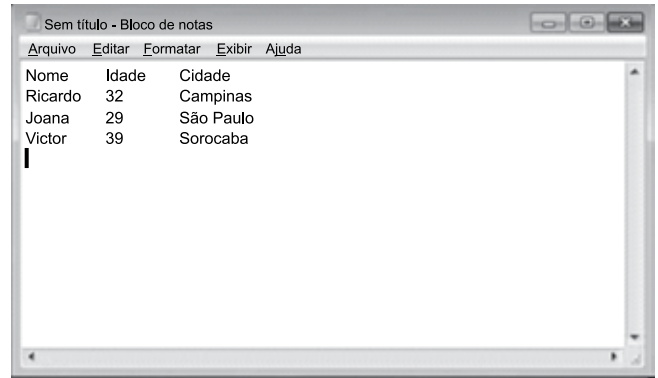 Sem título - Bloco de notas
Arquivo Editar Formatar Exibir Ajuda
Nome Idade Cidade
Ricardo 32 Campinas
Joana 29 São Paulo
Victor 39 Sorocaba